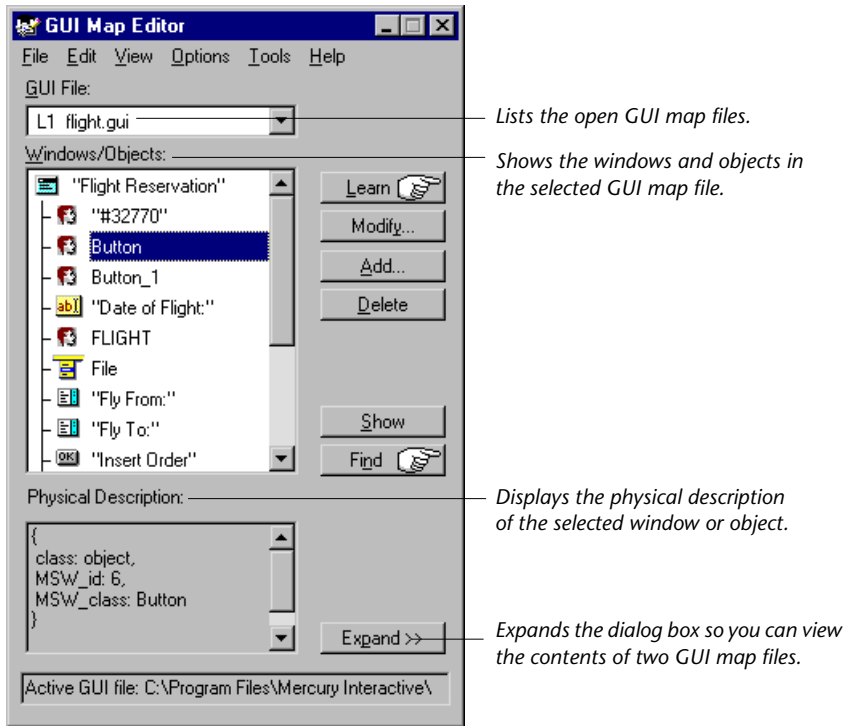 GUI Map Editor
File Edit View Options Tools Help
GUI File:
L1 flight.gui
Lists the open GUI map files.
Windows/Objects:
Shows the windows and objects in
the selected GUI map file.
"Flight Reservation"
"#32770"
Button
Button_1
"Date of Flight:"
FLIGHT
File
"Fly From:"
"Fly To:"
"Insert Order"
Learn
Modify...
Add...
Delete
Show
Find
Physical Description:
Displays the physical description
of the selected window or object.
{
class: object,
MSW_id: 6,
MSW_class: Button
}
Expand >>
Expands the dialog box so you can view
the contents of two GUI map files.
Active GUI file: C:\Program Files\Mercury Interactive\